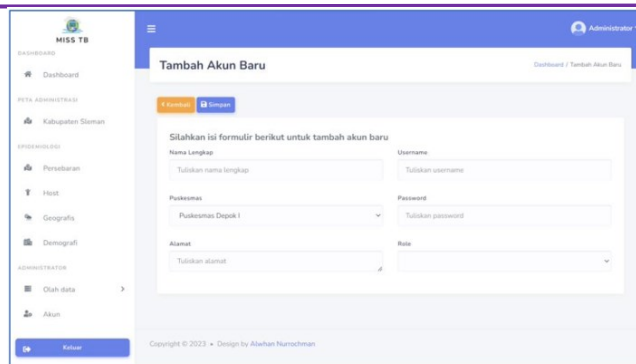 MISS TB
DASHBOARD
Dashboard
PETA ADMINISTRASI
Kabupaten Sleman
EPIDEMIOLOGI
Persebaran
Host
Geografis
Demografi
ADMINISTRATOR
Olah data
Akun
Keluar
Administrator
Tambah Akun Baru
Dashboard / Tambah Akun Baru
Kembali
Simpan
Silahkan isi formulir berikut untuk tambah akun baru
Nama Lengkap
Username
Tuliskan nama lengkap
Tuliskan username
Puskesmas
Password
Puskesmas Depok I
Tuliskan password
Alamat
Role
Tuliskan alamat
Copyright © 2023 • Design by Alwhan Nurrochman